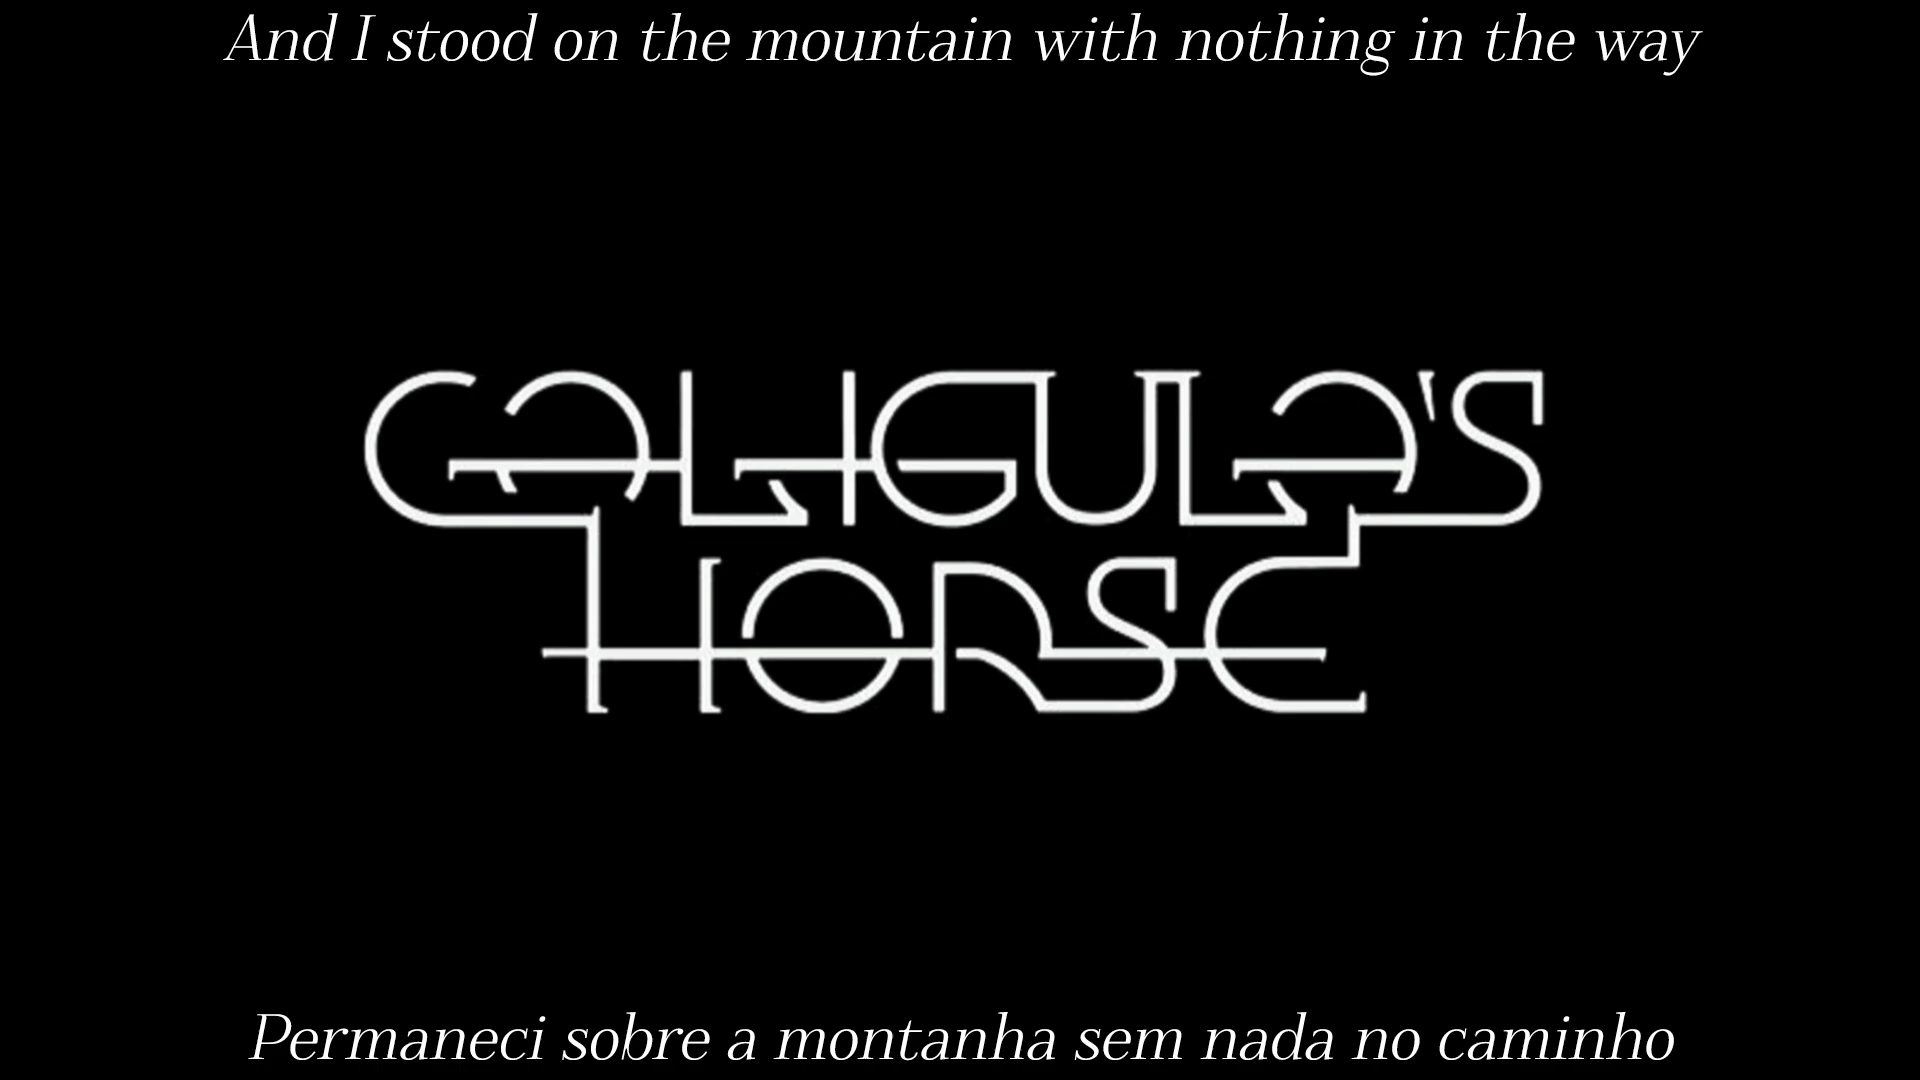 And I stood on the mountain with nothing in the way
CALIGULA'S
HORSE
Permaneci sobre a montanha sem nada no caminho